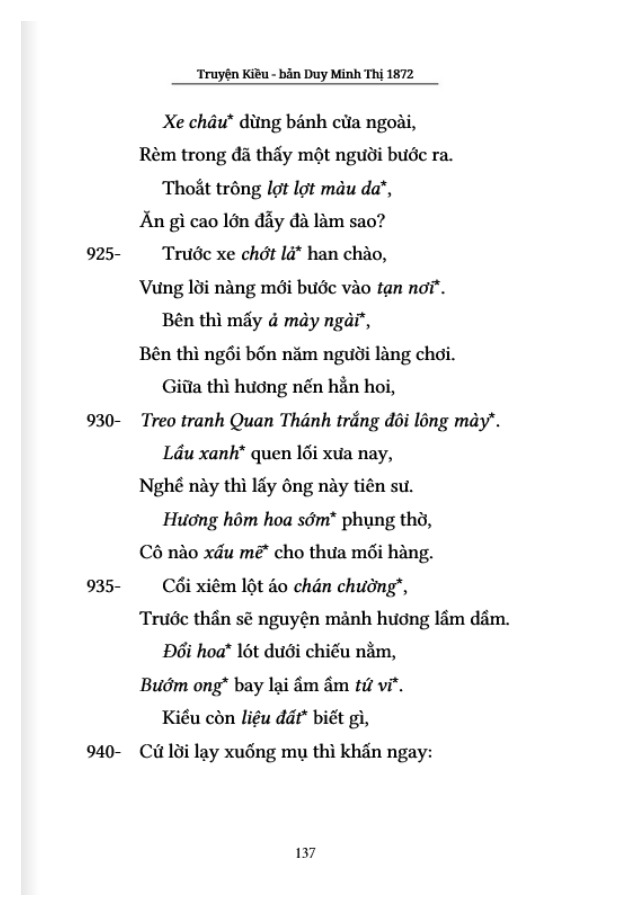 Truyện Kiều - bản Duy Minh Thị 1872
Xe châu* dừng bánh cửa ngoài,
Rèm trong đã thấy một người bước ra.
Thoắt trông lợt lợt màu da*,
Ăn gì cao lớn đẫy đà làm sao?
925- Trước xe chớt lả* han chào,
Vưng lời nàng mới bước vào tạn nơi*.
Bên thì mấy ả mày ngài*,
Bên thì ngồi bốn năm người làng chơi.
Giữa thì hương nến hẳn hoi,
930- Treo tranh Quan Thánh trắng đôi lông mày*.
Lầu xanh* quen lối xưa nay,
Nghề này thì lấy ông này tiên sư.
Hương hôm hoa sớm* phụng thờ,
Cô nào xấu mẽ* cho thưa mối hàng.
935- Cổi xiêm lột áo chán chường*,
Trước thần sẽ nguyện mảnh hương lầm dầm.
Đổi hoa* lót dưới chiếu nằm,
Bướm ong* bay lại ầm ầm tứ vi*.
Kiều còn liệu đất* biết gì,
940- Cứ lời lạy xuống mụ thì khấn ngay:
137